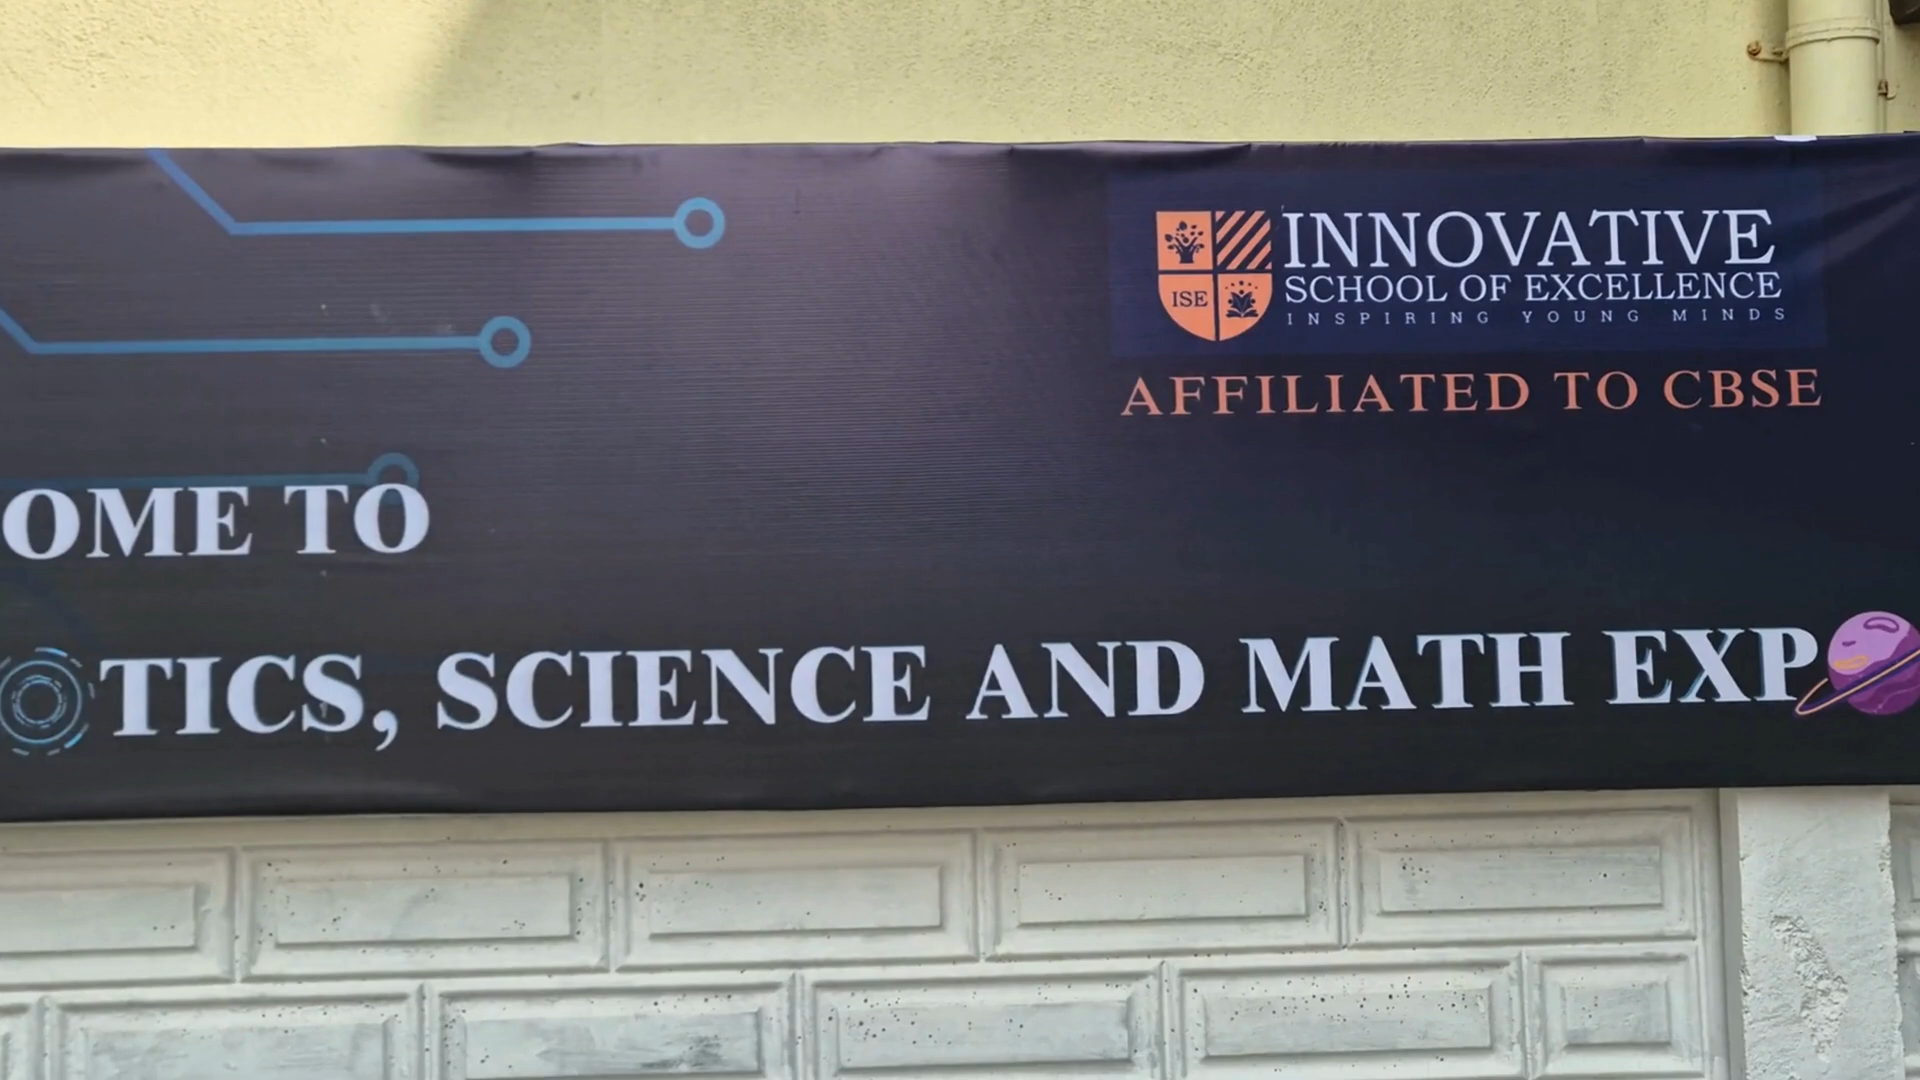 ISE
INNOVATIVE
SCHOOL OF EXCELLENCE
INSPIRING YOUNG MINDS
AFFILIATED TO CBSE
OME TO
TICS, SCIENCE AND MATH EXP